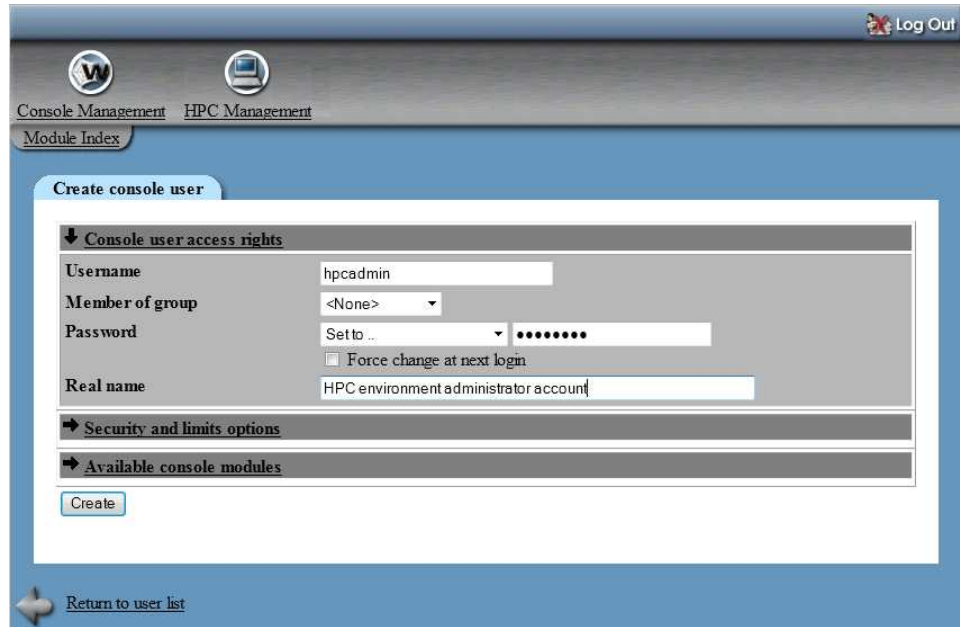 Log Out
W
Console Management HPC Management
Module Index
Create console user
Console user access rights
Username hpcadmin
Member of group <None>
Password Set to .. ••••••••
Force change at next login
Real name HPC environment administrator account
Security and limits options
Available console modules
Create
Return to user list